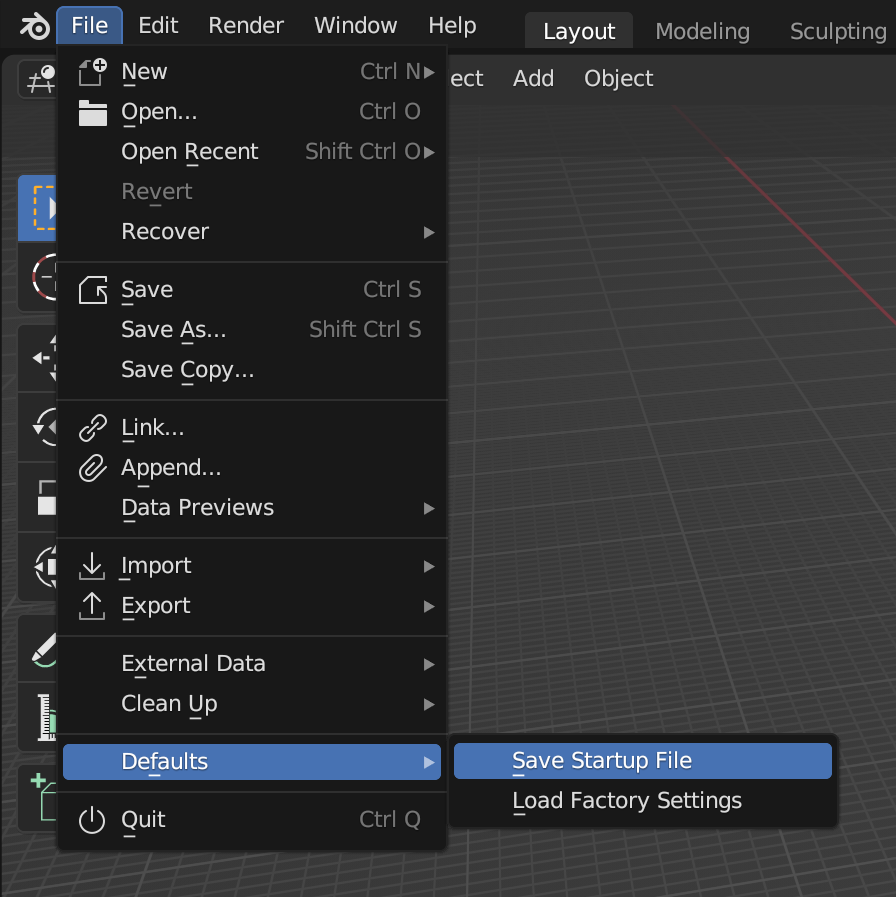 File Edit Render Window Help Layout Modeling Sculpting
ect Add Object
New Ctrl N
Open... Ctrl O
Open Recent Shift Ctrl O
Revert
Recover
Save Ctrl S
Save As... Shift Ctrl S
Save Copy...
Link...
Append...
Data Previews
Import
Export
External Data
Clean Up
Defaults
Save Startup File
Load Factory Settings
Quit Ctrl Q